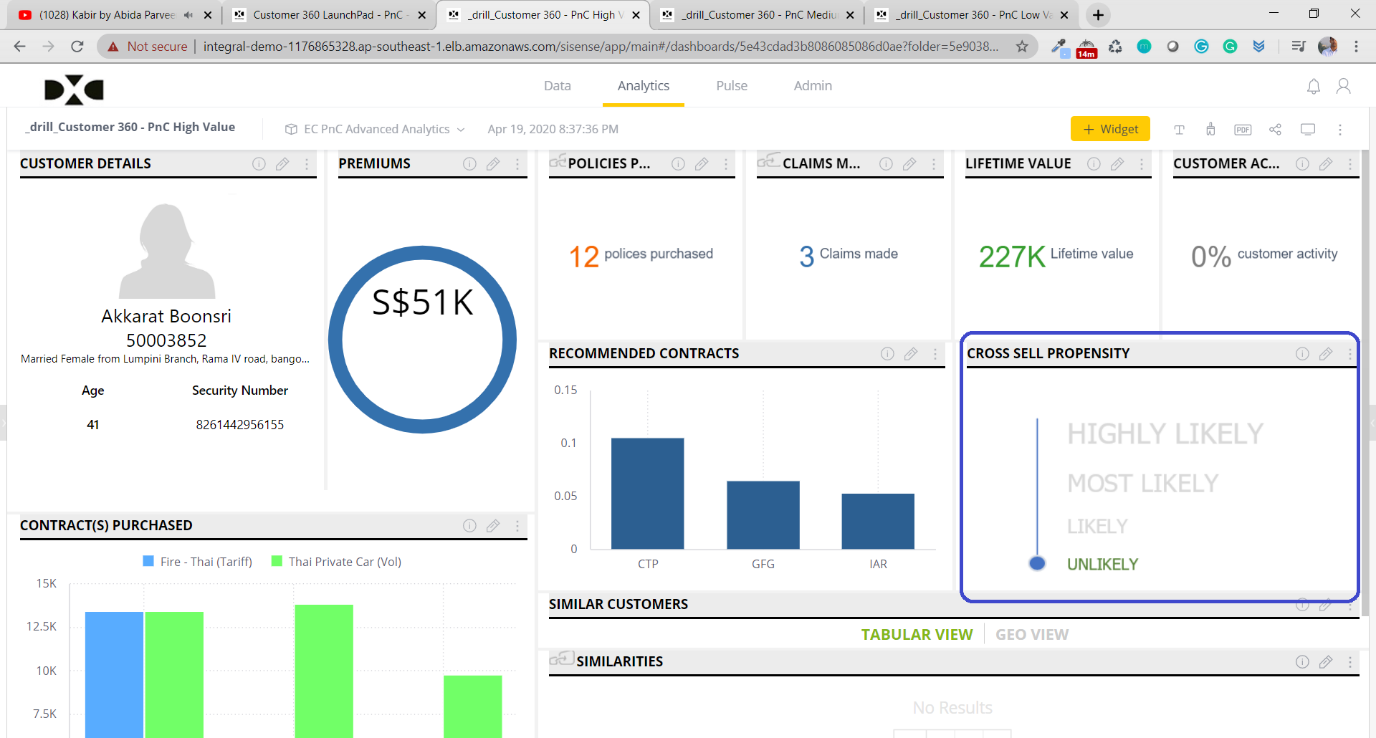 (1028) Kabir by Abida Parvee
Customer 360 LaunchPad - PnC -
_drill_Customer 360 - PnC High V
_drill_Customer 360 - PnC Mediu
_drill_Customer 360 - PnC Low Va
Not secure | integral-demo-1176865328.ap-southeast-1.elb.amazonaws.com/sisense/app/main#/dashboards/5e43cdad3b8086085086d0ae?folder=5e9038...
14m
DXC
Data
Analytics
Pulse
Admin
_drill_Customer 360 - PnC High Value
EC PnC Advanced Analytics
Apr 19, 2020 8:37:36 PM
+ Widget
PDF
CUSTOMER DETAILS
PREMIUMS
POLICIES P...
CLAIMS M...
LIFETIME VALUE
CUSTOMER AC...
Akkarat Boonsri
50003852
Married Female from Lumpini Branch, Rama IV road, bango...
Age
Security Number
41
8261442956155
S$51K
12 polices purchased
3 Claims made
227K Lifetime value
0% customer activity
RECOMMENDED CONTRACTS
0.15
0.1
0.05
0
CTP
GFG
IAR
CROSS SELL PROPENSITY
HIGHLY LIKELY
MOST LIKELY
LIKELY
UNLIKELY
CONTRACT(S) PURCHASED
Fire - Thai (Tariff)
Thai Private Car (Vol)
15K
12.5K
10K
7.5K
SIMILAR CUSTOMERS
TABULAR VIEW
GEO VIEW
SIMILARITIES
No Results